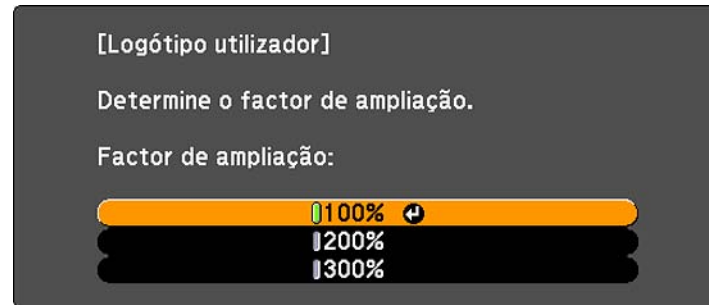 [Logótipo utilizador]
Determine o factor de ampliação.
Factor de ampliação:
100%
200%
300%